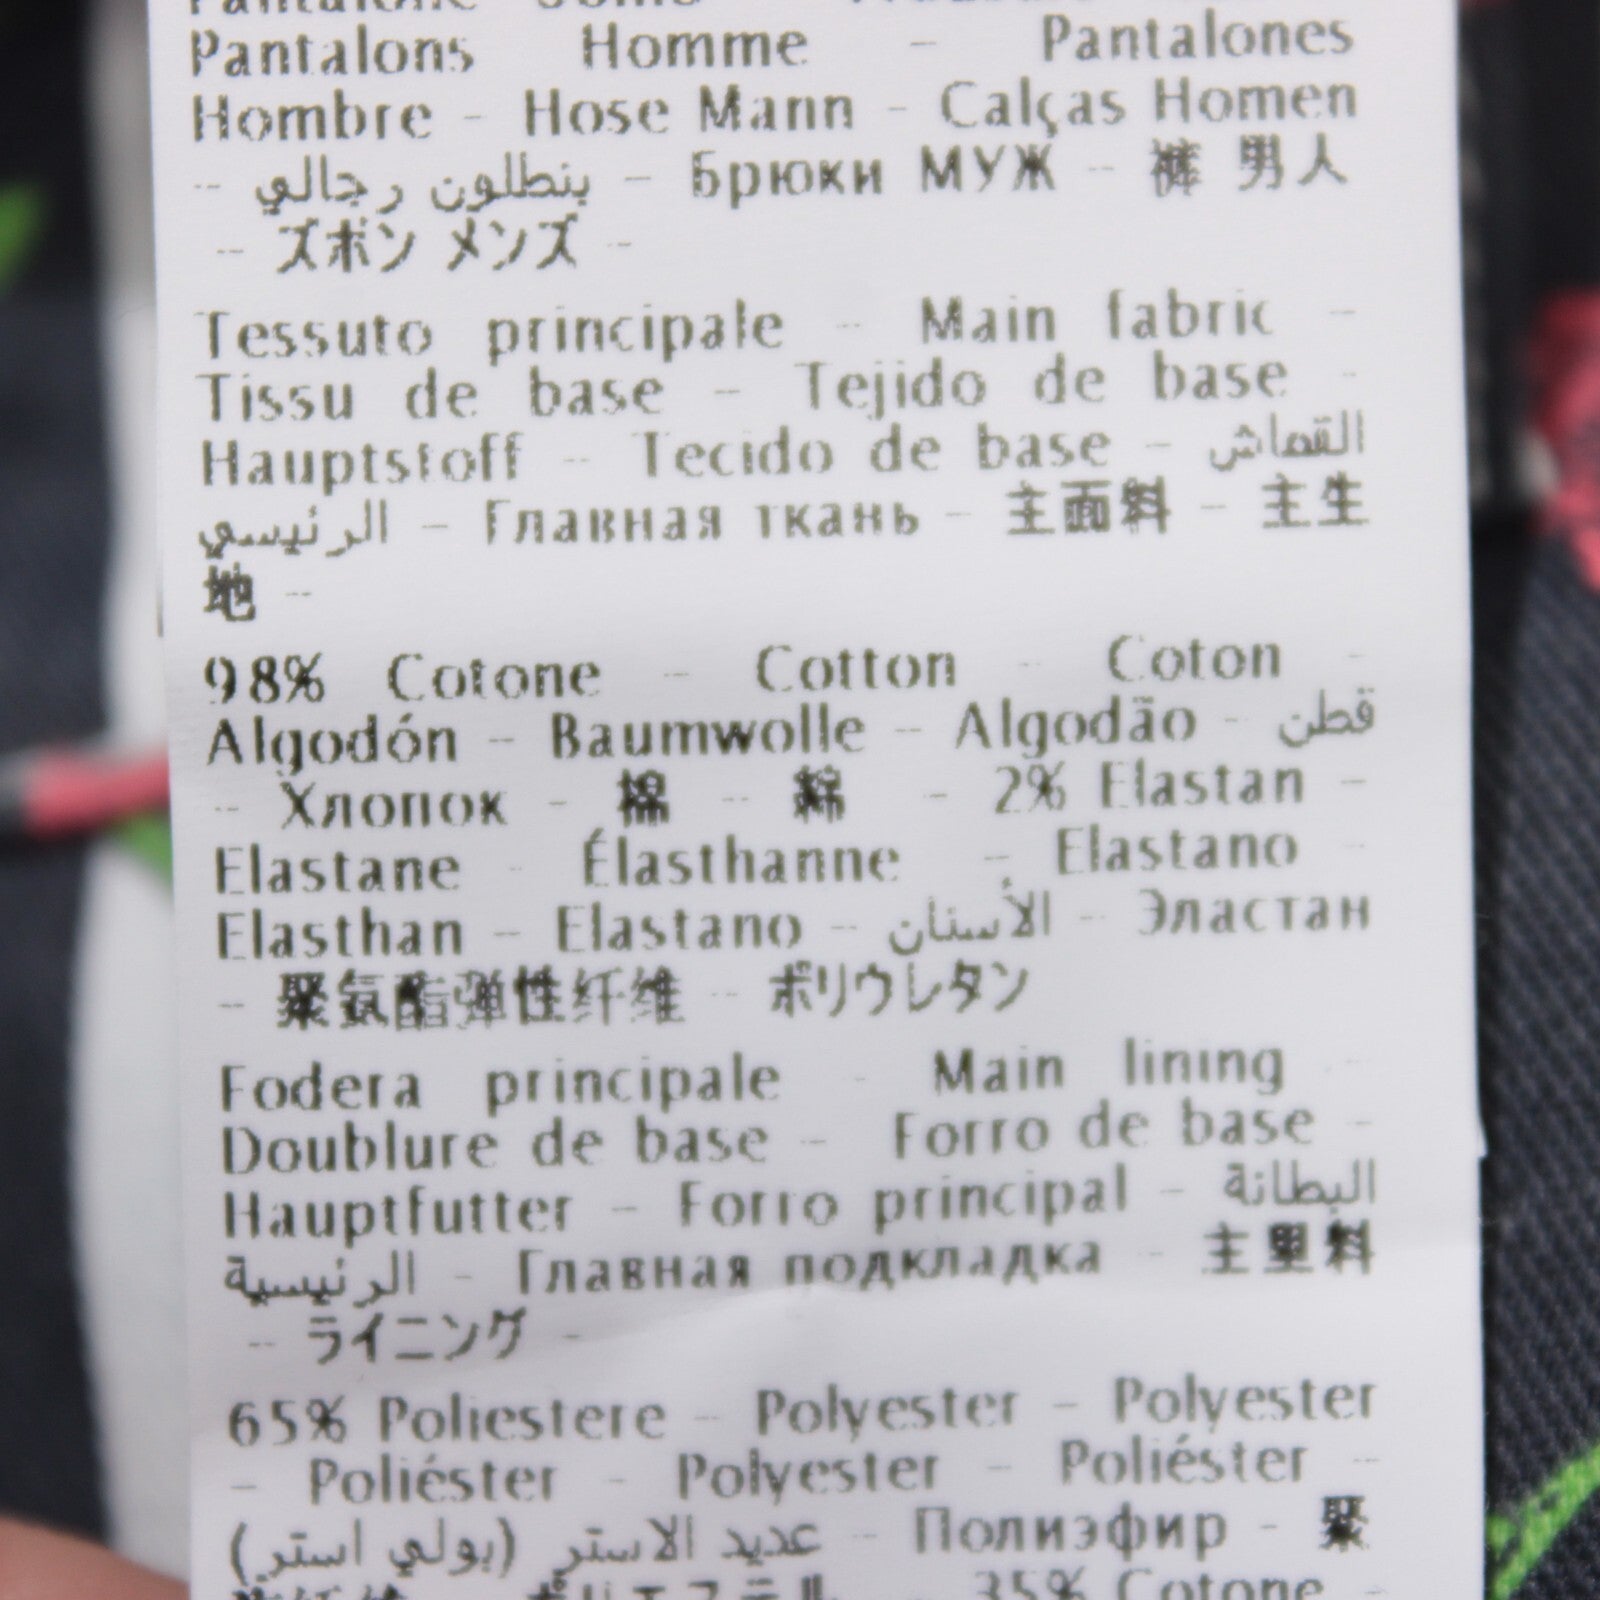 Pantalons Homme - Pantalones
Hombre - Hose Mann - Calças Homen
- بنطلون رجالي - Брюки МУЖ - 裤 男人
- ズボン メンズ -
Tessuto principale - Main fabric -
Tissu de base - Tejido de base -
Hauptstoff - Tecido de base - القماش
الرئيسي - Главная ткань - 主面料 - 主生
地 -
98% Cotone - Cotton - Coton -
Algodón - Baumwolle - Algodão - قطن
- Хлопок - 棉 - 綿 - 2% Elastan -
Elastane - Élasthanne - Elastano -
Elasthan - Elastano - الأسنان - Эластан
- 聚氨酯弹性纤维 - ポリウレタン
Fodera principale - Main lining -
Doublure de base - Forro de base -
Hauptfutter - Forro principal - البطانة
الرئيسية - Главная подкладка - 主里料
- ライニング -
65% Poliestere - Polyester - Polyester
- Poliéster - Polyester - Poliéster -
عديد الاستر (بولي استر) - Полиэфир - 聚
35% Cotone -